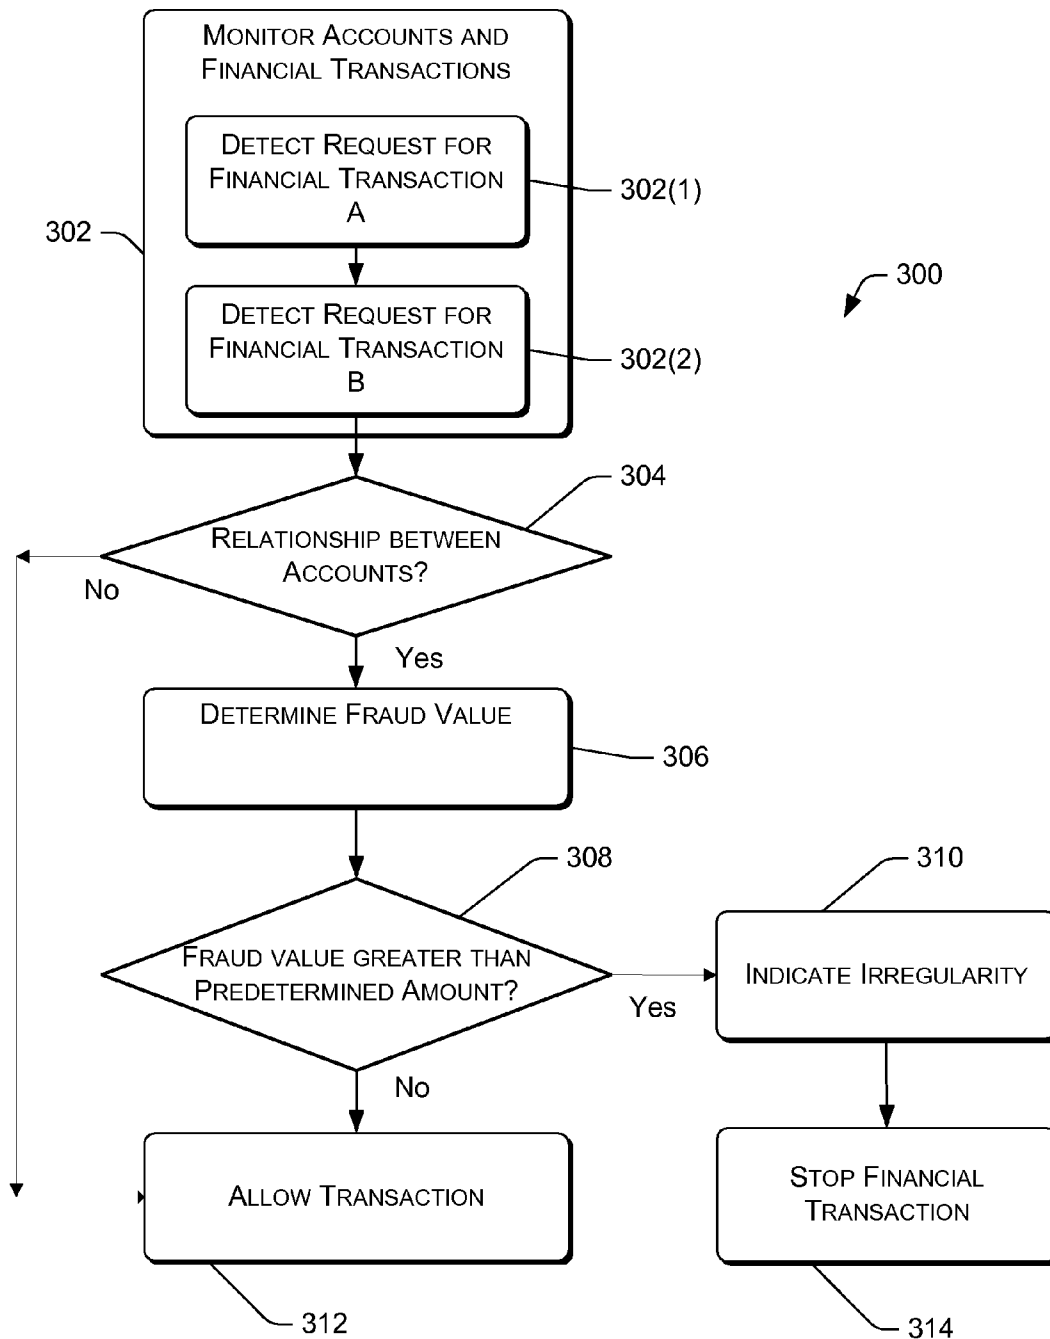 MONITOR ACCOUNTS AND
FINANCIAL TRANSACTIONS
DETECT REQUEST FOR
FINANCIAL TRANSACTION
A
302(1)
302
300
DETECT REQUEST FOR
FINANCIAL TRANSACTION
B
302(2)
304
RELATIONSHIP BETWEEN
ACCOUNTS?
No
Yes
DETERMINE FRAUD VALUE
306
308
310
FRAUD VALUE GREATER THAN
PREDETERMINED AMOUNT?
Yes
INDICATE IRREGULARITY
No
ALLOW TRANSACTION
STOP FINANCIAL
TRANSACTION
312
314